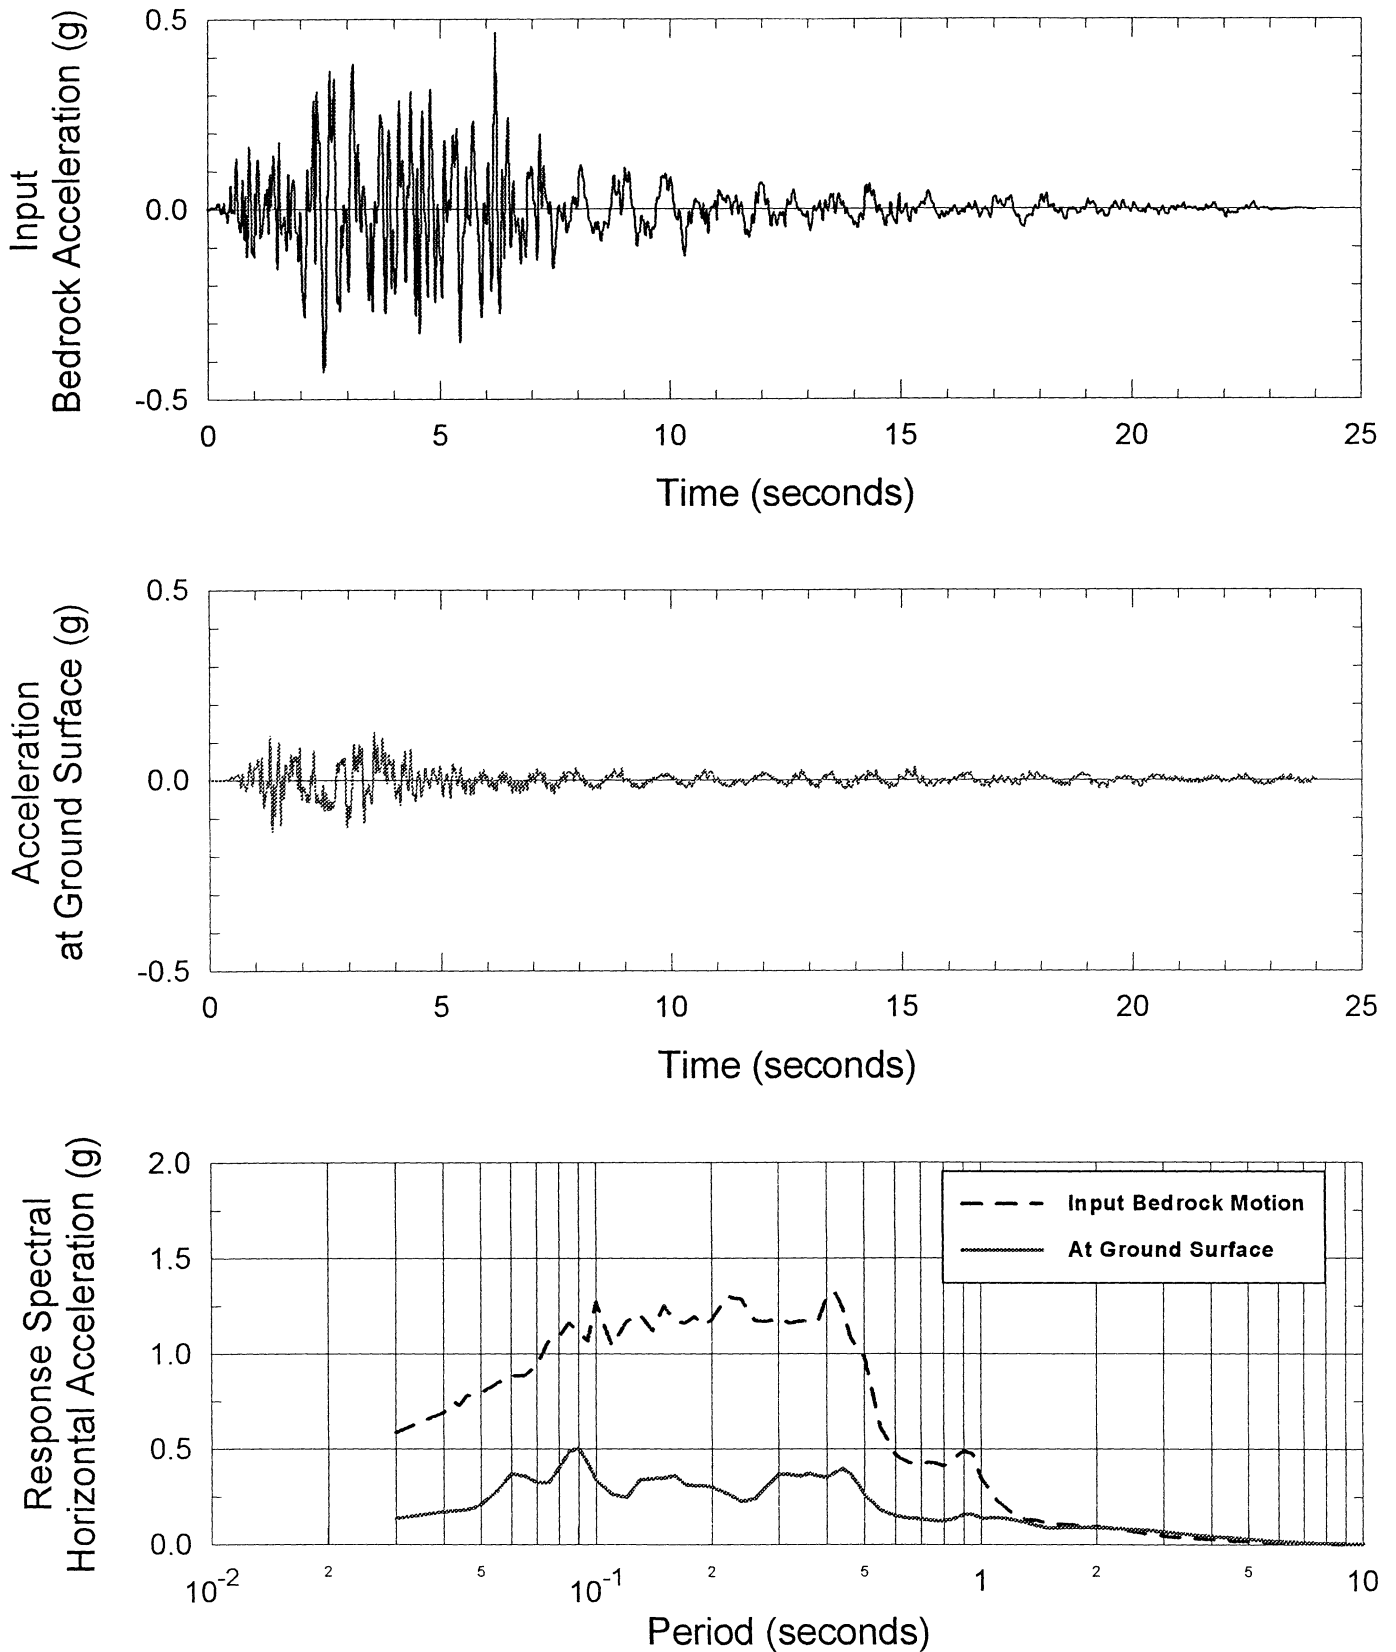 Input
Bedrock Acceleration (g)
0.5
0.0
-0.5
0 5 10 15 20 25
Time (seconds)
Acceleration
at Ground Surface (g)
0.5
0.0
-0.5
0 5 10 15 20 25
Time (seconds)
Response Spectral
Horizontal Acceleration (g)
2.0
1.5
1.0
0.5
0.0
Input Bedrock Motion
At Ground Surface
10-2 2 5 10-1 2 5 1 2 5 10
Period (seconds)